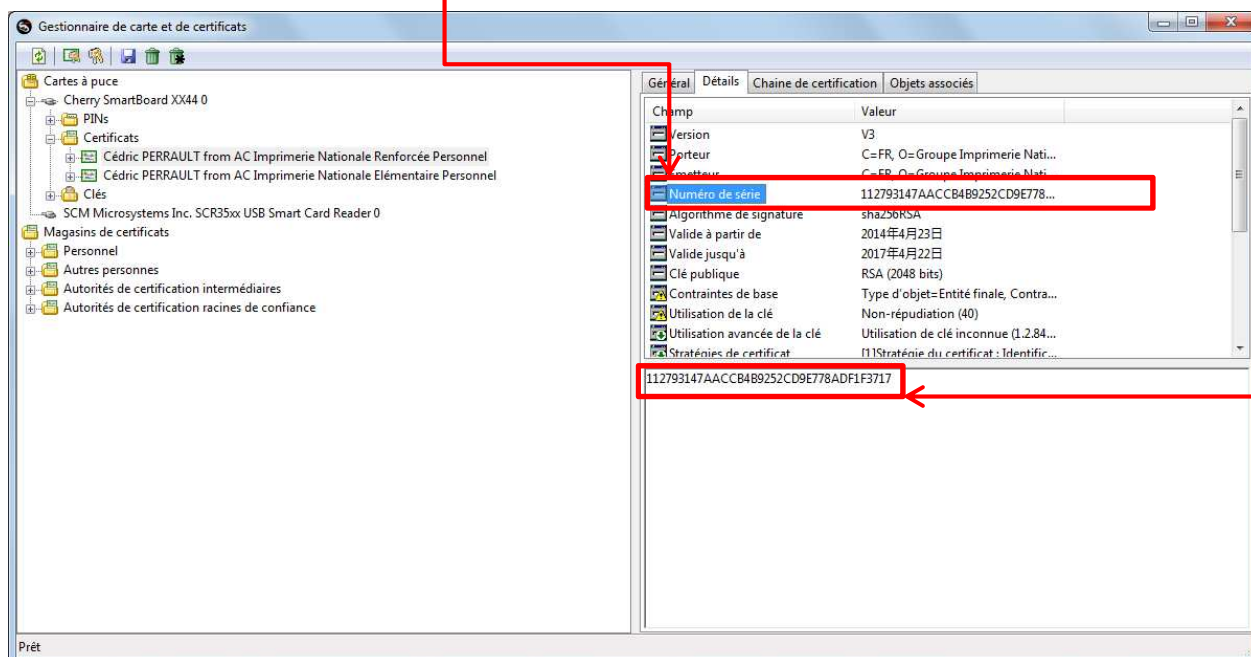 Gestionnaire de carte et de certificats
Cartes à puce
Cherry SmartBoard XX44 0
PINs
Certificats
Cédric PERRAULT from AC Imprimerie Nationale Renforcée Personnel
Cédric PERRAULT from AC Imprimerie Nationale Elémentaire Personnel
Clés
SCM Microsystems Inc. SCR35xx USB Smart Card Reader 0
Magasins de certificats
Personnel
Autres personnes
Autorités de certification intermédiaires
Autorités de certification racines de confiance
Général Détails Chaine de certification Objets associés
Champ Valeur
Version V3
Porteur C=FR, O=Groupe Imprimerie Nati...
Emetteur C=FR, O=Groupe Imprimerie Nati...
Numéro de série 112793147AACCB4B9252CD9E778...
Algorithme de signature sha256RSA
Valide à partir de 2014年4月23日
Valide jusqu'à 2017年4月22日
Clé publique RSA (2048 bits)
Contraintes de base Type d'objet=Entité finale, Contra...
Utilisation de la clé Non-répudiation (40)
Utilisation avancée de la clé Utilisation de clé inconnue (1.2.84...
Stratégies de certificat [1]Stratégie du certificat : Identific...
112793147AACCB4B9252CD9E778ADF1F3717
Prêt